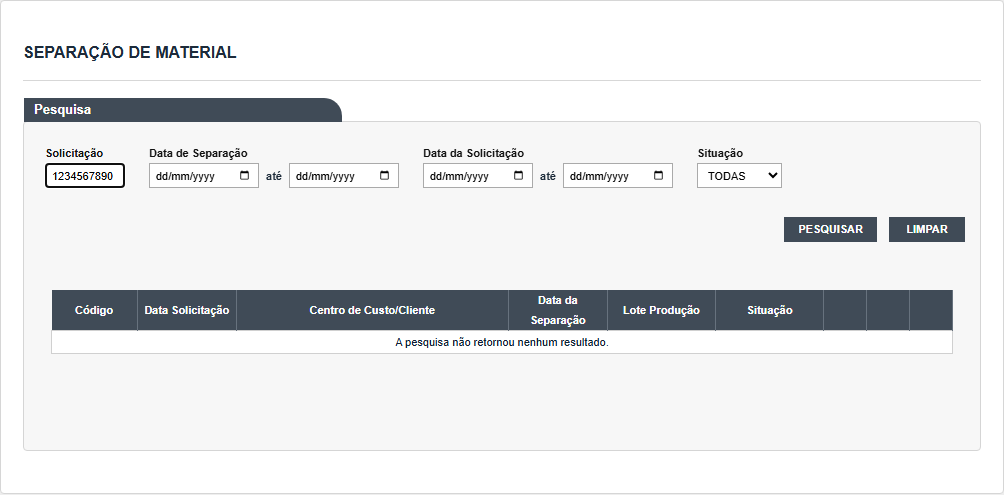 SEPARAÇÃO DE MATERIAL
Pesquisa
Solicitação Data de Separação Data da Solicitação Situação
1234567890 dd/mm/yyyy até dd/mm/yyyy dd/mm/yyyy até dd/mm/yyyy TODAS
PESQUISAR LIMPAR
Código Data Solicitação Centro de Custo/Cliente Data da Separação Lote Produção Situação
A pesquisa não retornou nenhum resultado.